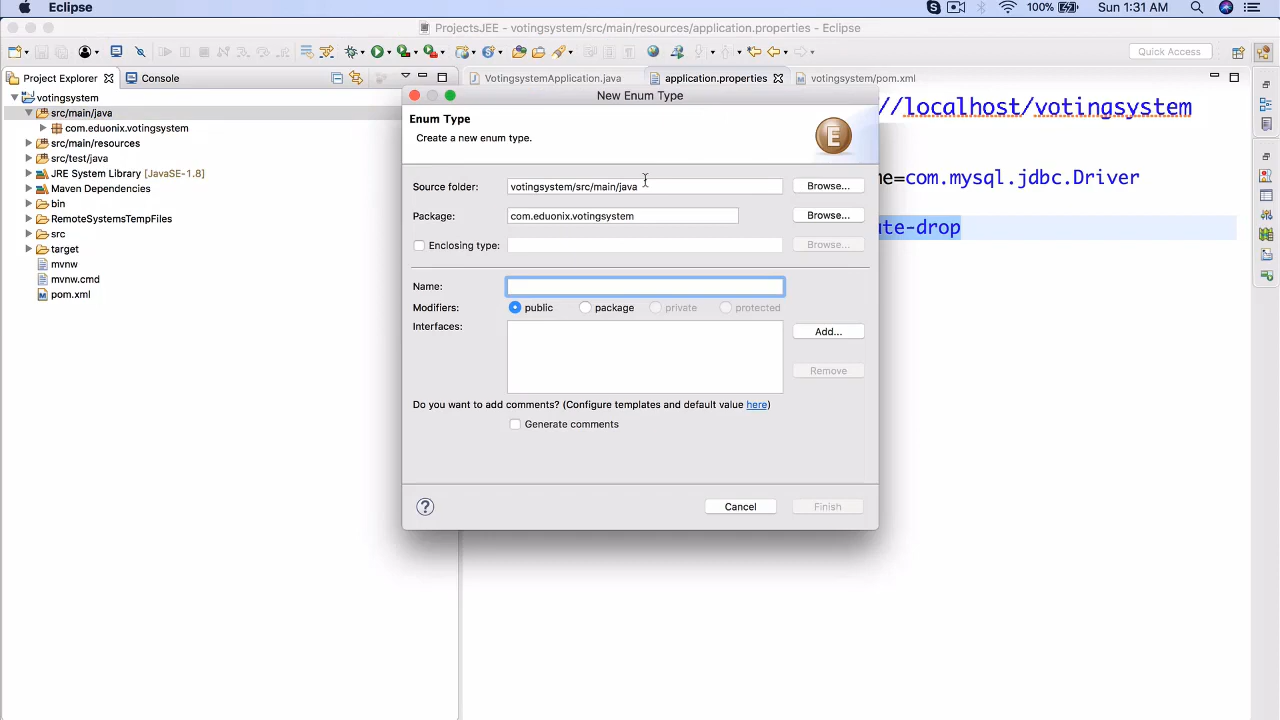 Eclipse
100%
Sun 1:31 AM
ProjectsJEE - votingsystem/src/main/resources/application.properties - Eclipse
Quick Access
Project Explorer
Console
VotingsystemApplication.java
application.properties
votingsystem/pom.xml
votingsystem
src/main/java
com.eduonix.votingsystem
src/main/resources
src/test/java
JRE System Library [JavaSE-1.8]
Maven Dependencies
bin
RemoteSystemsTempFiles
src
target
mvnw
mvnw.cmd
pom.xml
//localhost/votingsystem
me=com.mysql.jdbc.Driver
ate-drop
New Enum Type
Enum Type
Create a new enum type.
E
Source folder: votingsystem/src/main/java Browse...
Package: com.eduonix.votingsystem Browse...
Enclosing type: Browse...
Name:
Modifiers: public package private protected
Interfaces: Add...
Remove
Do you want to add comments? (Configure templates and default value here)
Generate comments
? Cancel Finish